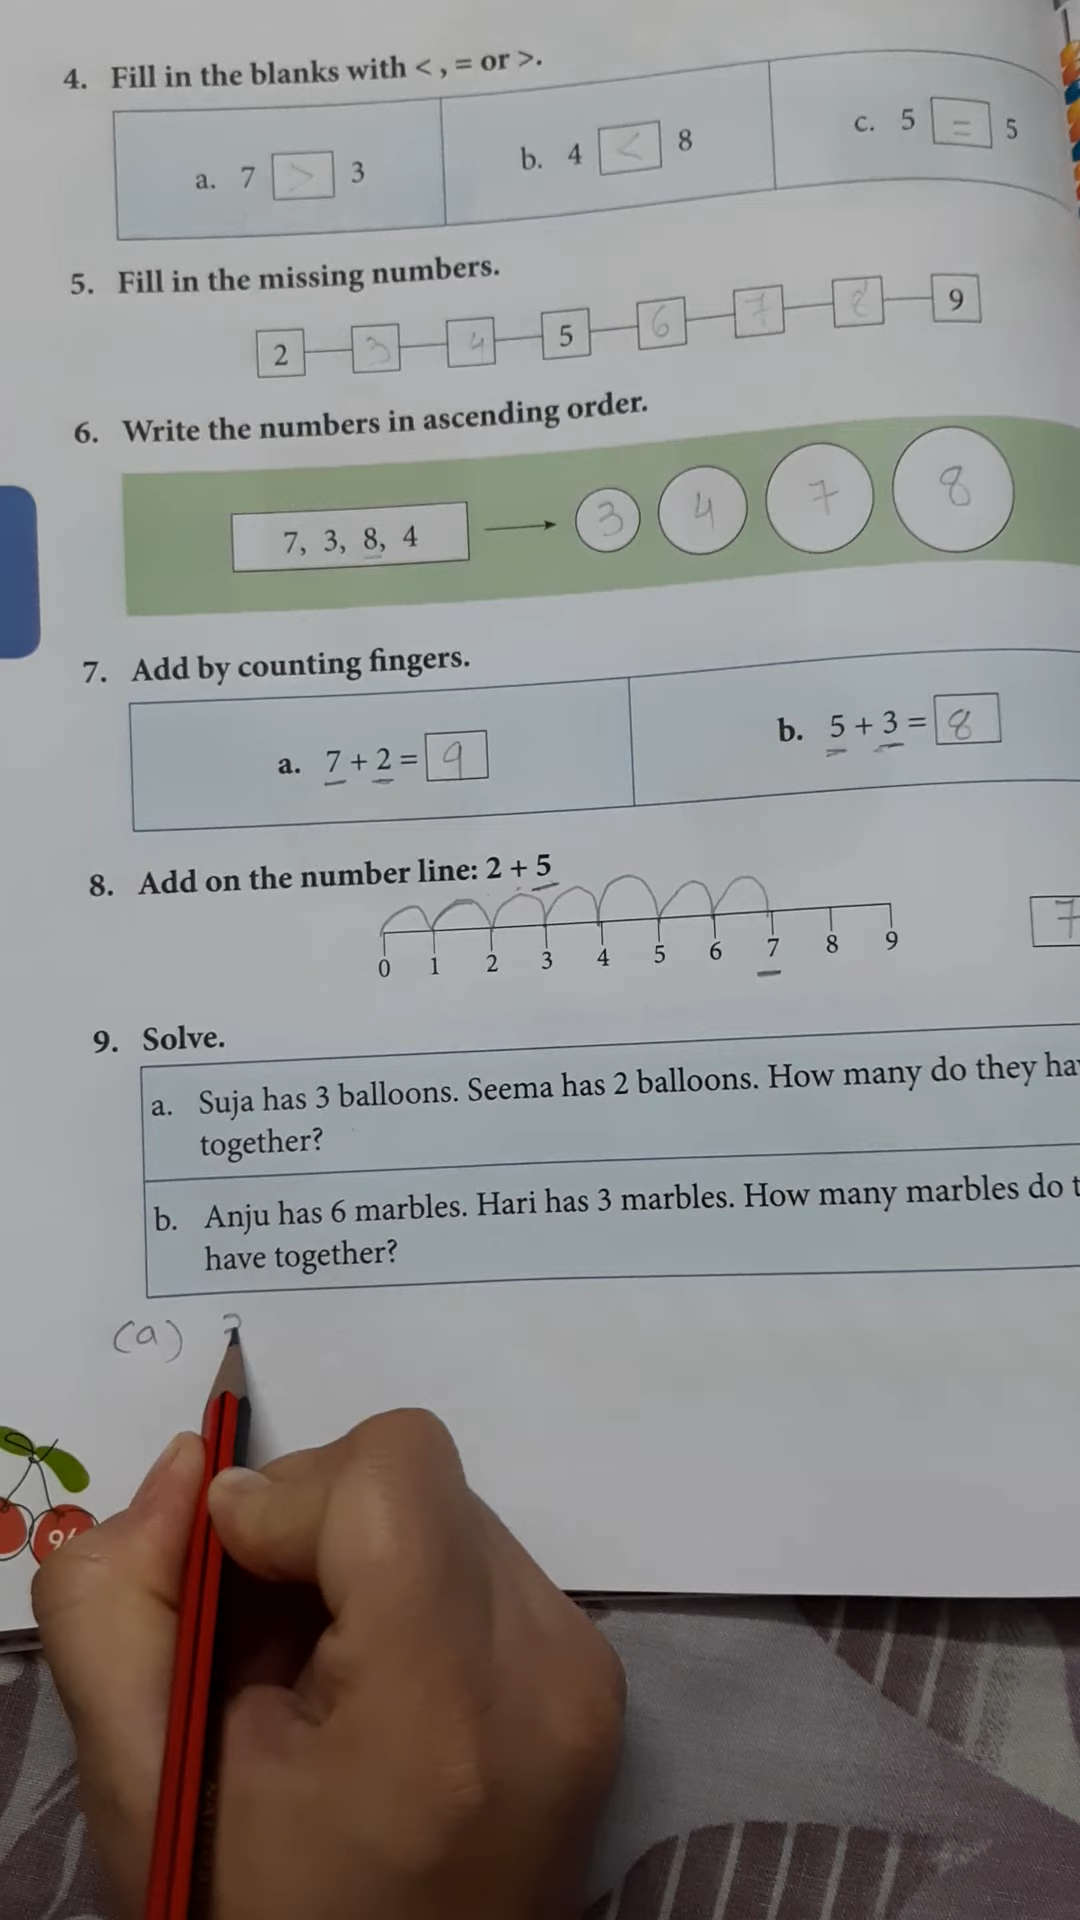 4. Fill in the blanks with < , = or >.
a. 7 > 3
b. 4 < 8
c. 5 = 5
5. Fill in the missing numbers.
2 3 4 5 6 7 8 9
6. Write the numbers in ascending order.
7, 3, 8, 4 → 3 4 7 8
7. Add by counting fingers.
a. 7 + 2 = 9
b. 5 + 3 = 8
8. Add on the number line: 2 + 5
0 1 2 3 4 5 6 7 8 9
7
9. Solve.
a. Suja has 3 balloons. Seema has 2 balloons. How many do they ha
together?
b. Anju has 6 marbles. Hari has 3 marbles. How many marbles do t
have together?
(a)